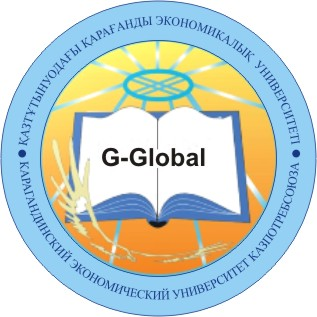 ҚАЗТҰТЫНУОДАҒЫ ҚАРАҒАНДЫ ЭКОНОМИКАЛЫҚ УНИВЕРСИТЕТІ
G-Global
КАРАГАНДИНСКИЙ ЭКОНОМИЧЕСКИЙ УНИВЕРСИТЕТ КАЗПОТРЕБСОЮЗА